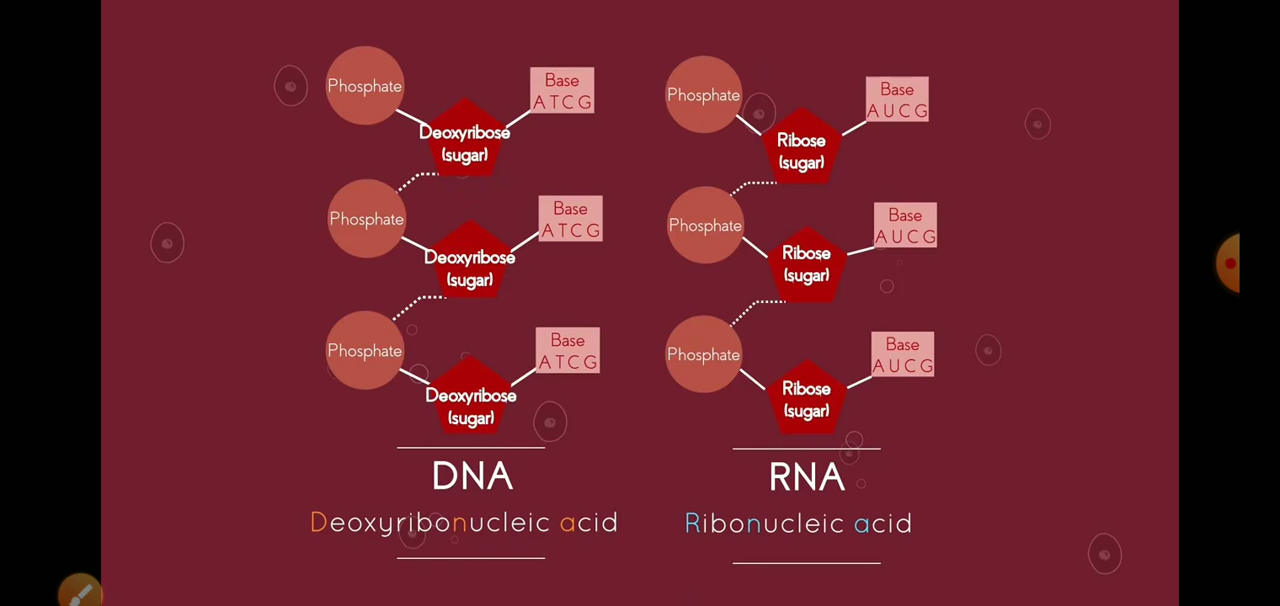 Phosphate
Base
ATCG
Deoxyribose
(sugar)
Phosphate
Base
ATCG
Deoxyribose
(sugar)
Phosphate
Base
ATCG
Deoxyribose
(sugar)
DNA
Deoxyribonucleic acid
Phosphate
Base
AUCG
Ribose
(sugar)
Phosphate
Base
AUCG
Ribose
(sugar)
Phosphate
Base
AUCG
Ribose
(sugar)
RNA
Ribonucleic acid